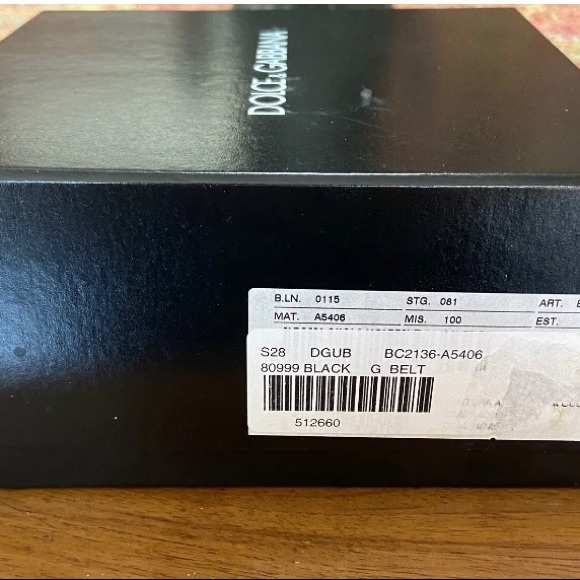 DOLCE & GABBANA
B.LN. 0115 STG. 081 ART.
MAT. A5406 MIS. 100 EST.
S28 DGUB BC2136-A5406
80999 BLACK G BELT
512660